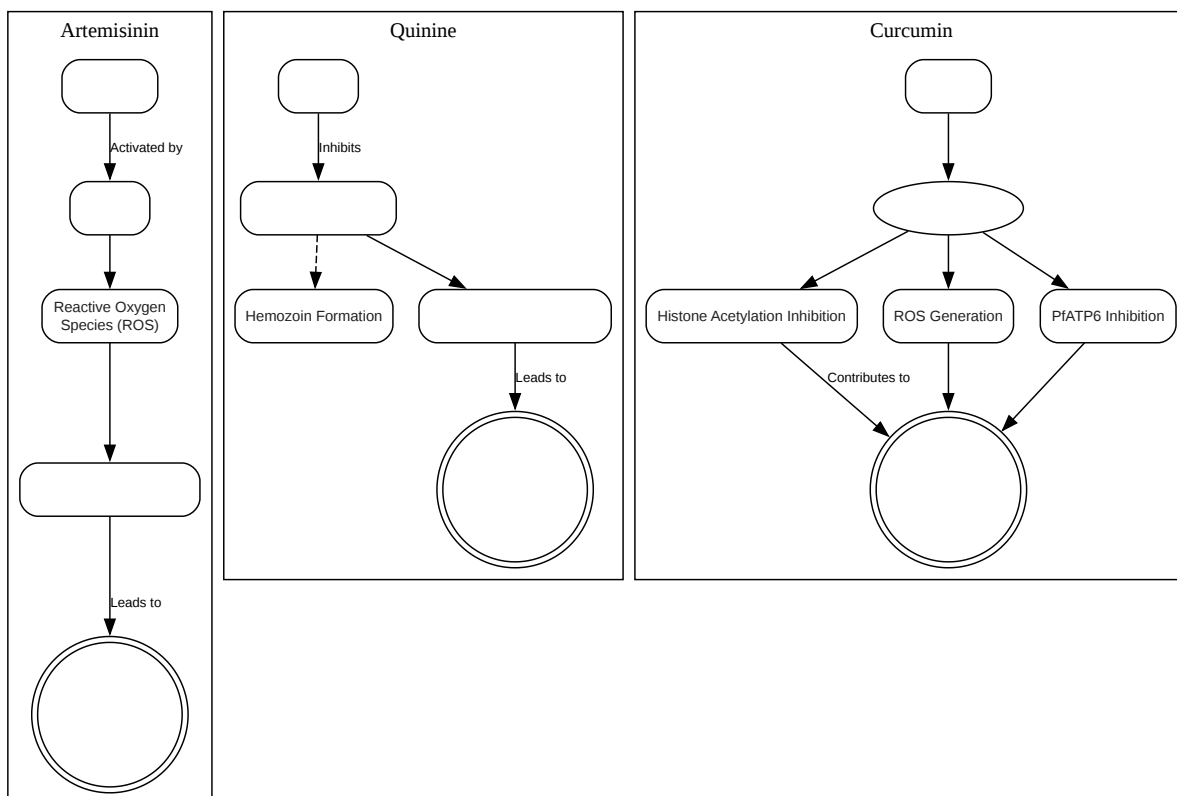 Artemisinin
Activated by
Reactive Oxygen
Species (ROS)
Leads to
Quinine
Inhibits
Hemozoin Formation
Leads to
Curcumin
Histone Acetylation Inhibition
ROS Generation
PfATP6 Inhibition
Contributes to